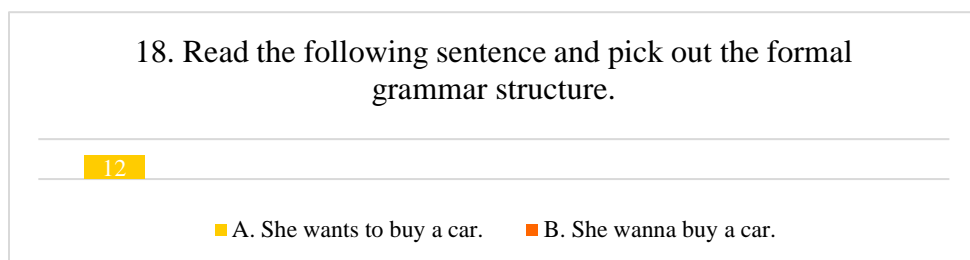 18. Read the following sentence and pick out the formal
grammar structure.
12
A. She wants to buy a car.
B. She wanna buy a car.